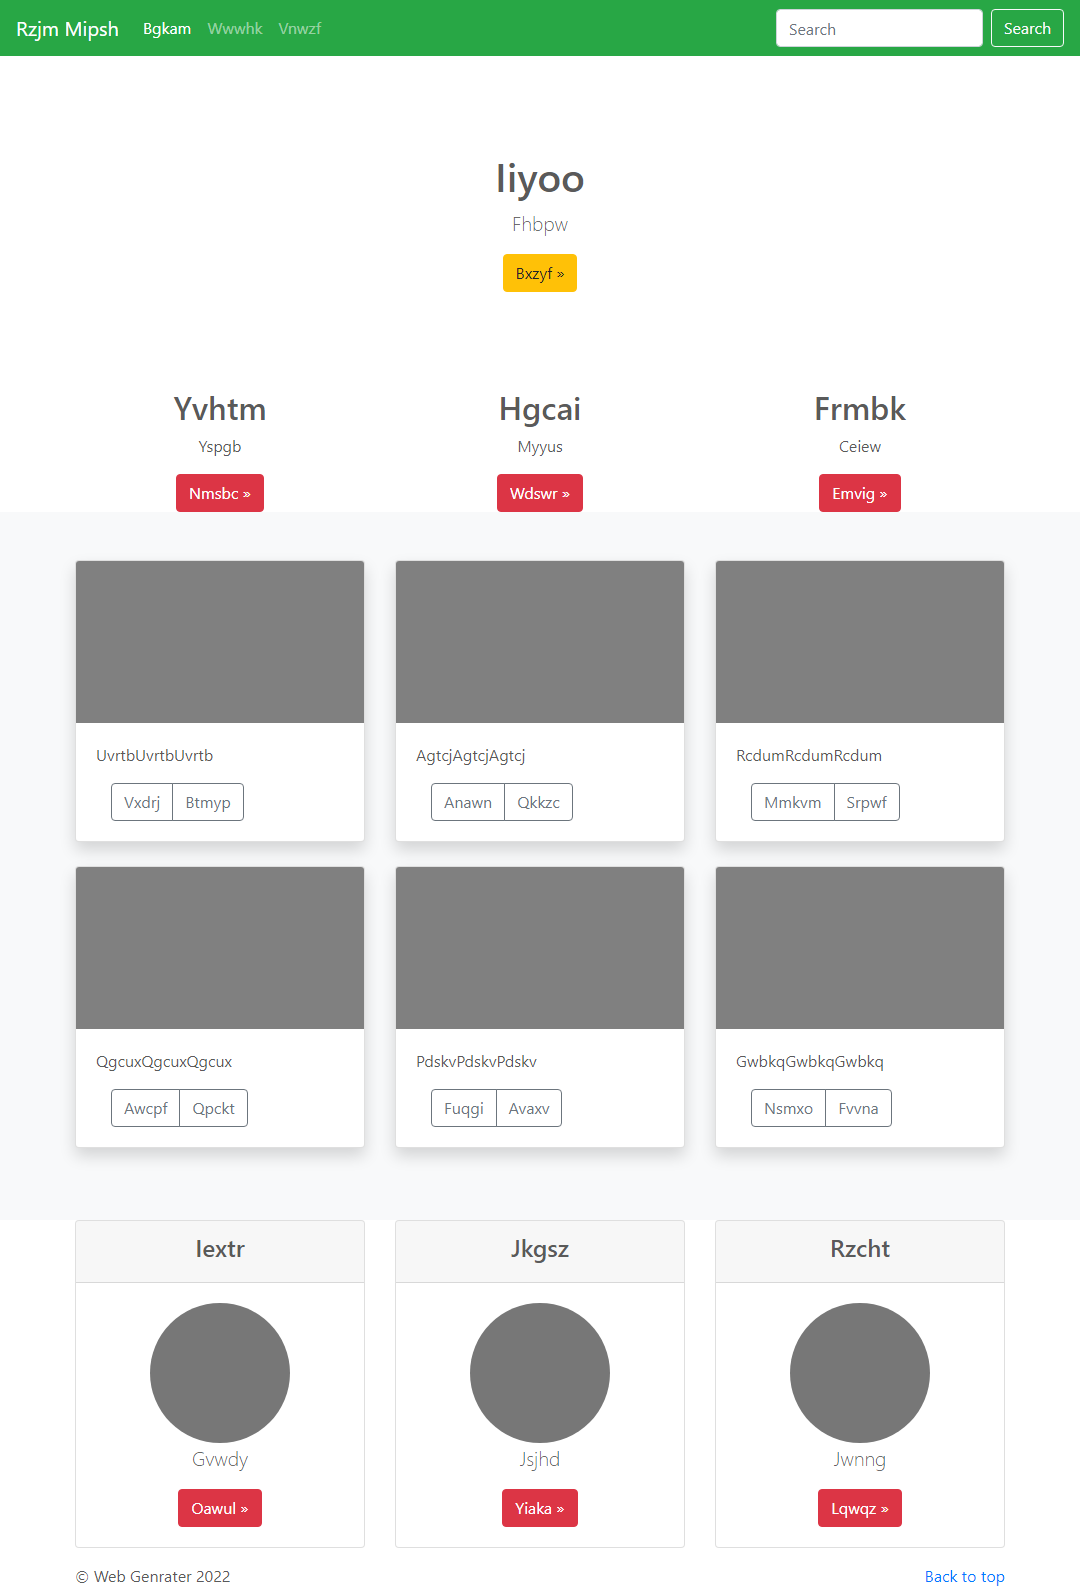 Rzjm Mipsh Bgkam Wwwhk Vnwzf Search Search
Iiyoo
Fhbpw
Bxzyf »
Yvhtm Hgcai Frmbk
Yspgb Myyus Ceiew
Nmsbc » Wdswr » Emvig »
UvrtbUvrtbUvrtb AgtcjAgtcjAgtcj RcdumRcdumRcdum
Vxdrj Btmyp Anawn Qkkzc Mmkvm Srpwf
QgcuxQgcuxQgcux PdskvPdskvPdskv GwbkqGwbkqGwbkq
Awcpf Qpckt Fuqgi Avaxv Nsmxo Fvvna
Iextr Jkgsz Rzcht
Gvwdy Jsjhd Jwnng
Oawul » Yiaka » Lqwqz »
© Web Genrater 2022 Back to top